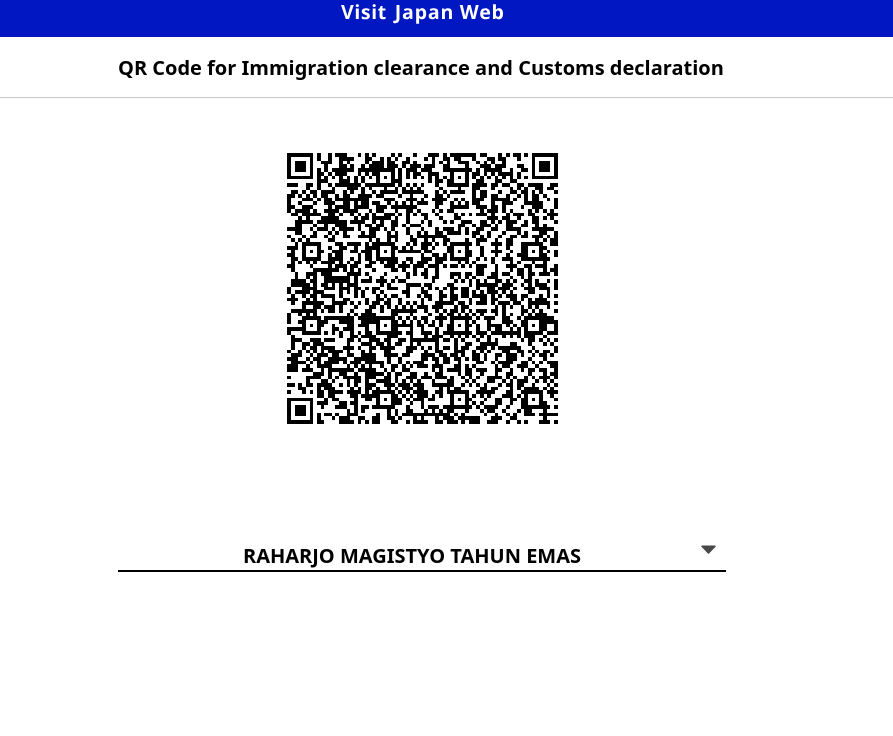 Visit Japan Web
QR Code for Immigration clearance and Customs declaration
RAHARJO MAGISTYO TAHUN EMAS